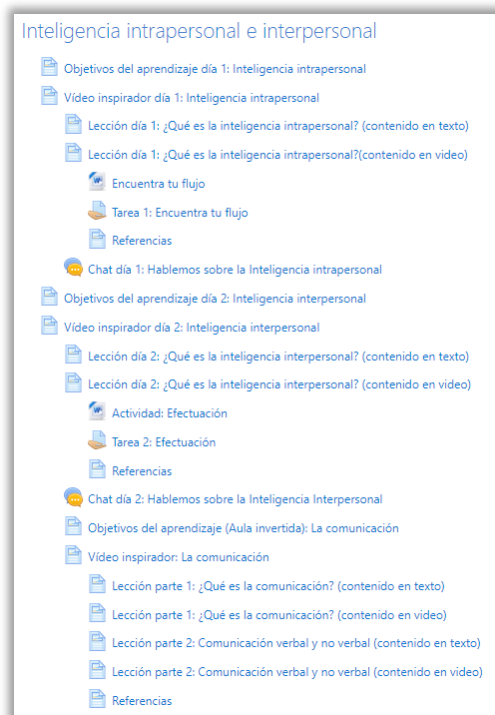 Inteligencia intrapersonal e interpersonal
Objetivos del aprendizaje día 1: Inteligencia intrapersonal
Vídeo inspirador día 1: Inteligencia intrapersonal
Lección día 1: ¿Qué es la inteligencia intrapersonal? (contenido en texto)
Lección día 1: ¿Qué es la inteligencia intrapersonal?(contenido en video)
Encuentra tu flujo
Tarea 1: Encuentra tu flujo
Referencias
Chat día 1: Hablemos sobre la Inteligencia intrapersonal
Objetivos del aprendizaje día 2: Inteligencia interpersonal
Vídeo inspirador día 2: Inteligencia interpersonal
Lección día 2: ¿Qué es la inteligencia interpersonal? (contenido en texto)
Lección día 2: ¿Qué es la inteligencia interpersonal? (contenido en video)
Actividad: Efectuación
Tarea 2: Efectuación
Referencias
Chat día 2: Hablemos sobre la Inteligencia Interpersonal
Objetivos del aprendizaje (Aula invertida): La comunicación
Vídeo inspirador: La comunicación
Lección parte 1: ¿Qué es la comunicación? (contenido en texto)
Lección parte 1: ¿Qué es la comunicación? (contenido en video)
Lección parte 2: Comunicación verbal y no verbal (contenido en texto)
Lección parte 2: Comunicación verbal y no verbal (contenido en video)
Referencias